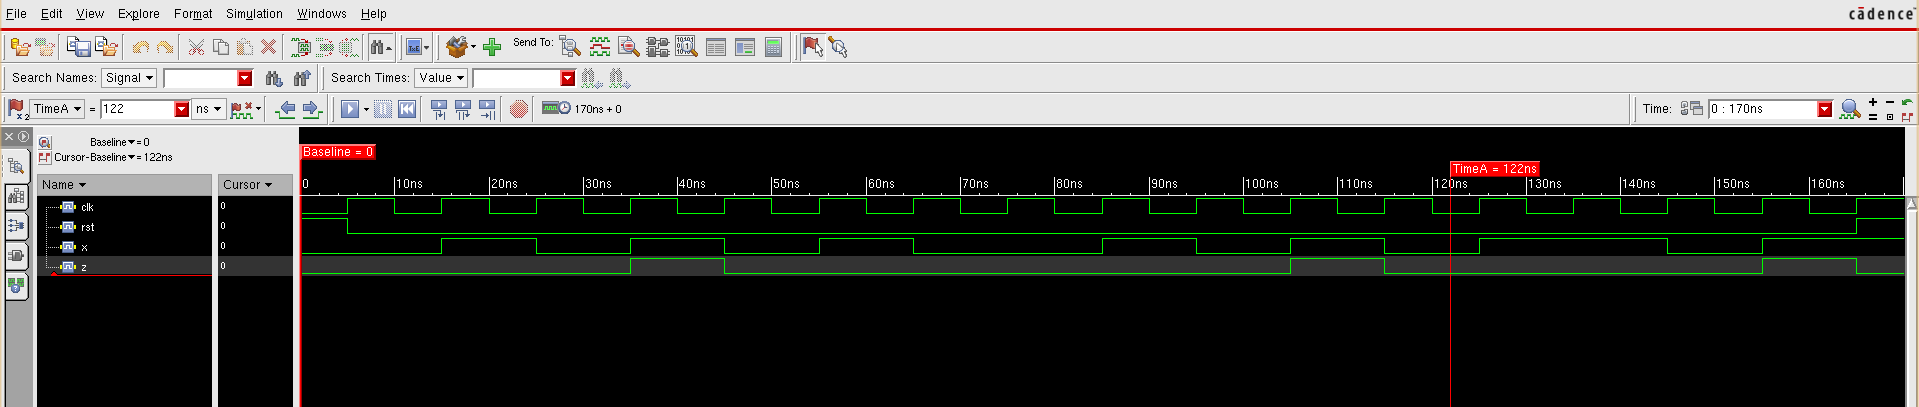 File Edit View Explore Format Simulation Windows Help
cādence
Send To:
Search Names: Signal Search Times: Value
TimeA = 122 ns 170ns + 0 Time: 0 : 170ns
x2
Baseline = 0
Cursor-Baseline = 122ns
Baseline = 0
TimeA = 122ns
Name Cursor
0 10ns 20ns 30ns 40ns 50ns 60ns 70ns 80ns 90ns 100ns 110ns 120ns 130ns 140ns 150ns 160ns
clk 0
rst 0
x 0
z 0